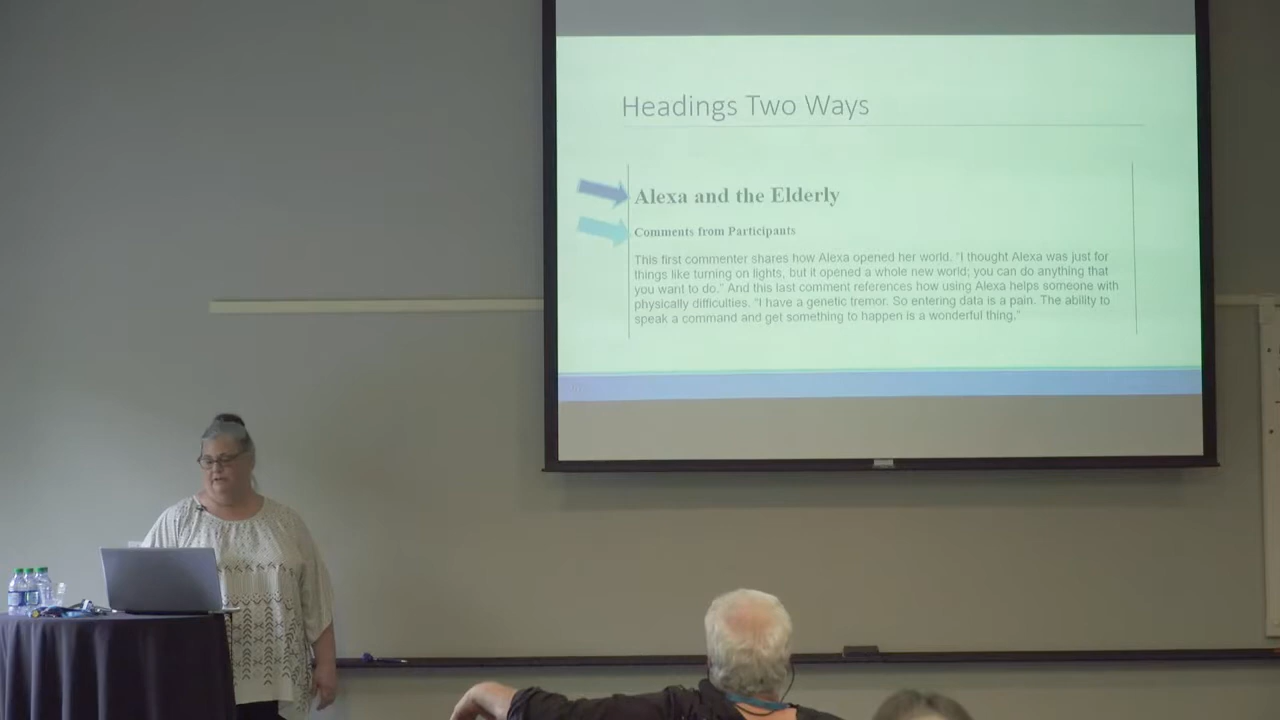 Headings Two Ways
Alexa and the Elderly
Comments from Participants
This first commenter shares how Alexa opened her world. "I thought Alexa was just for
things like turning on lights, but it opened a whole new world; you can do anything that
you want to do." And this last comment references how using Alexa helps someone with
physically difficulties. "I have a genetic tremor. So entering data is a pain. The ability to
speak a command and get something to happen is a wonderful thing."